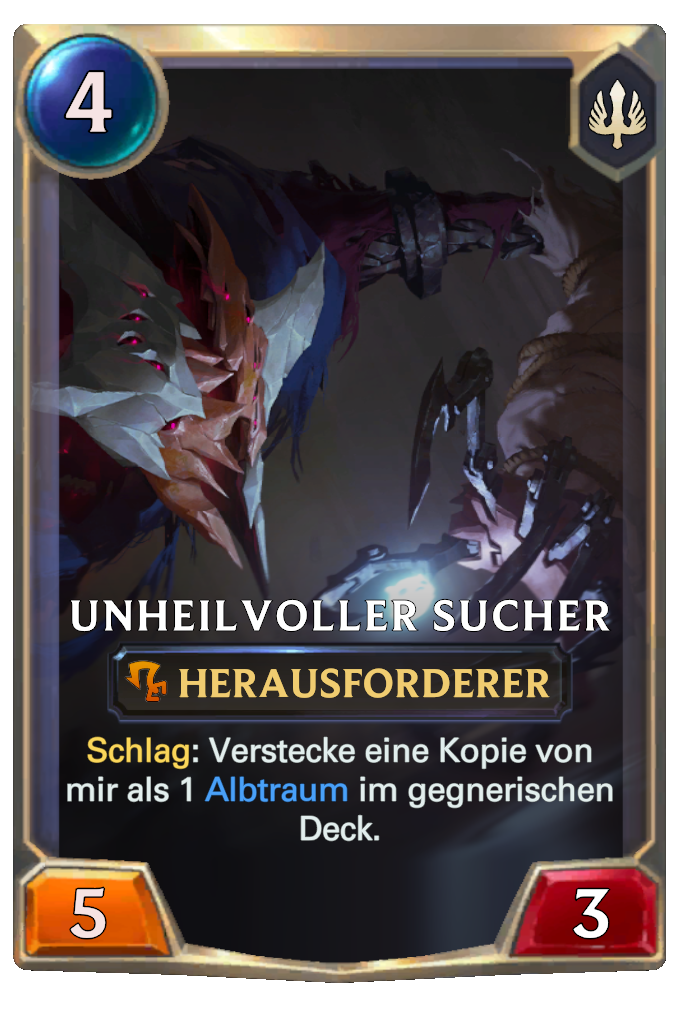 4
UNHEILVOLLER SUCHER
HERAUSFORDERER
Schlag: Verstecke eine Kopie von
mir als 1 Albtraum im gegnerischen
Deck.
5
3